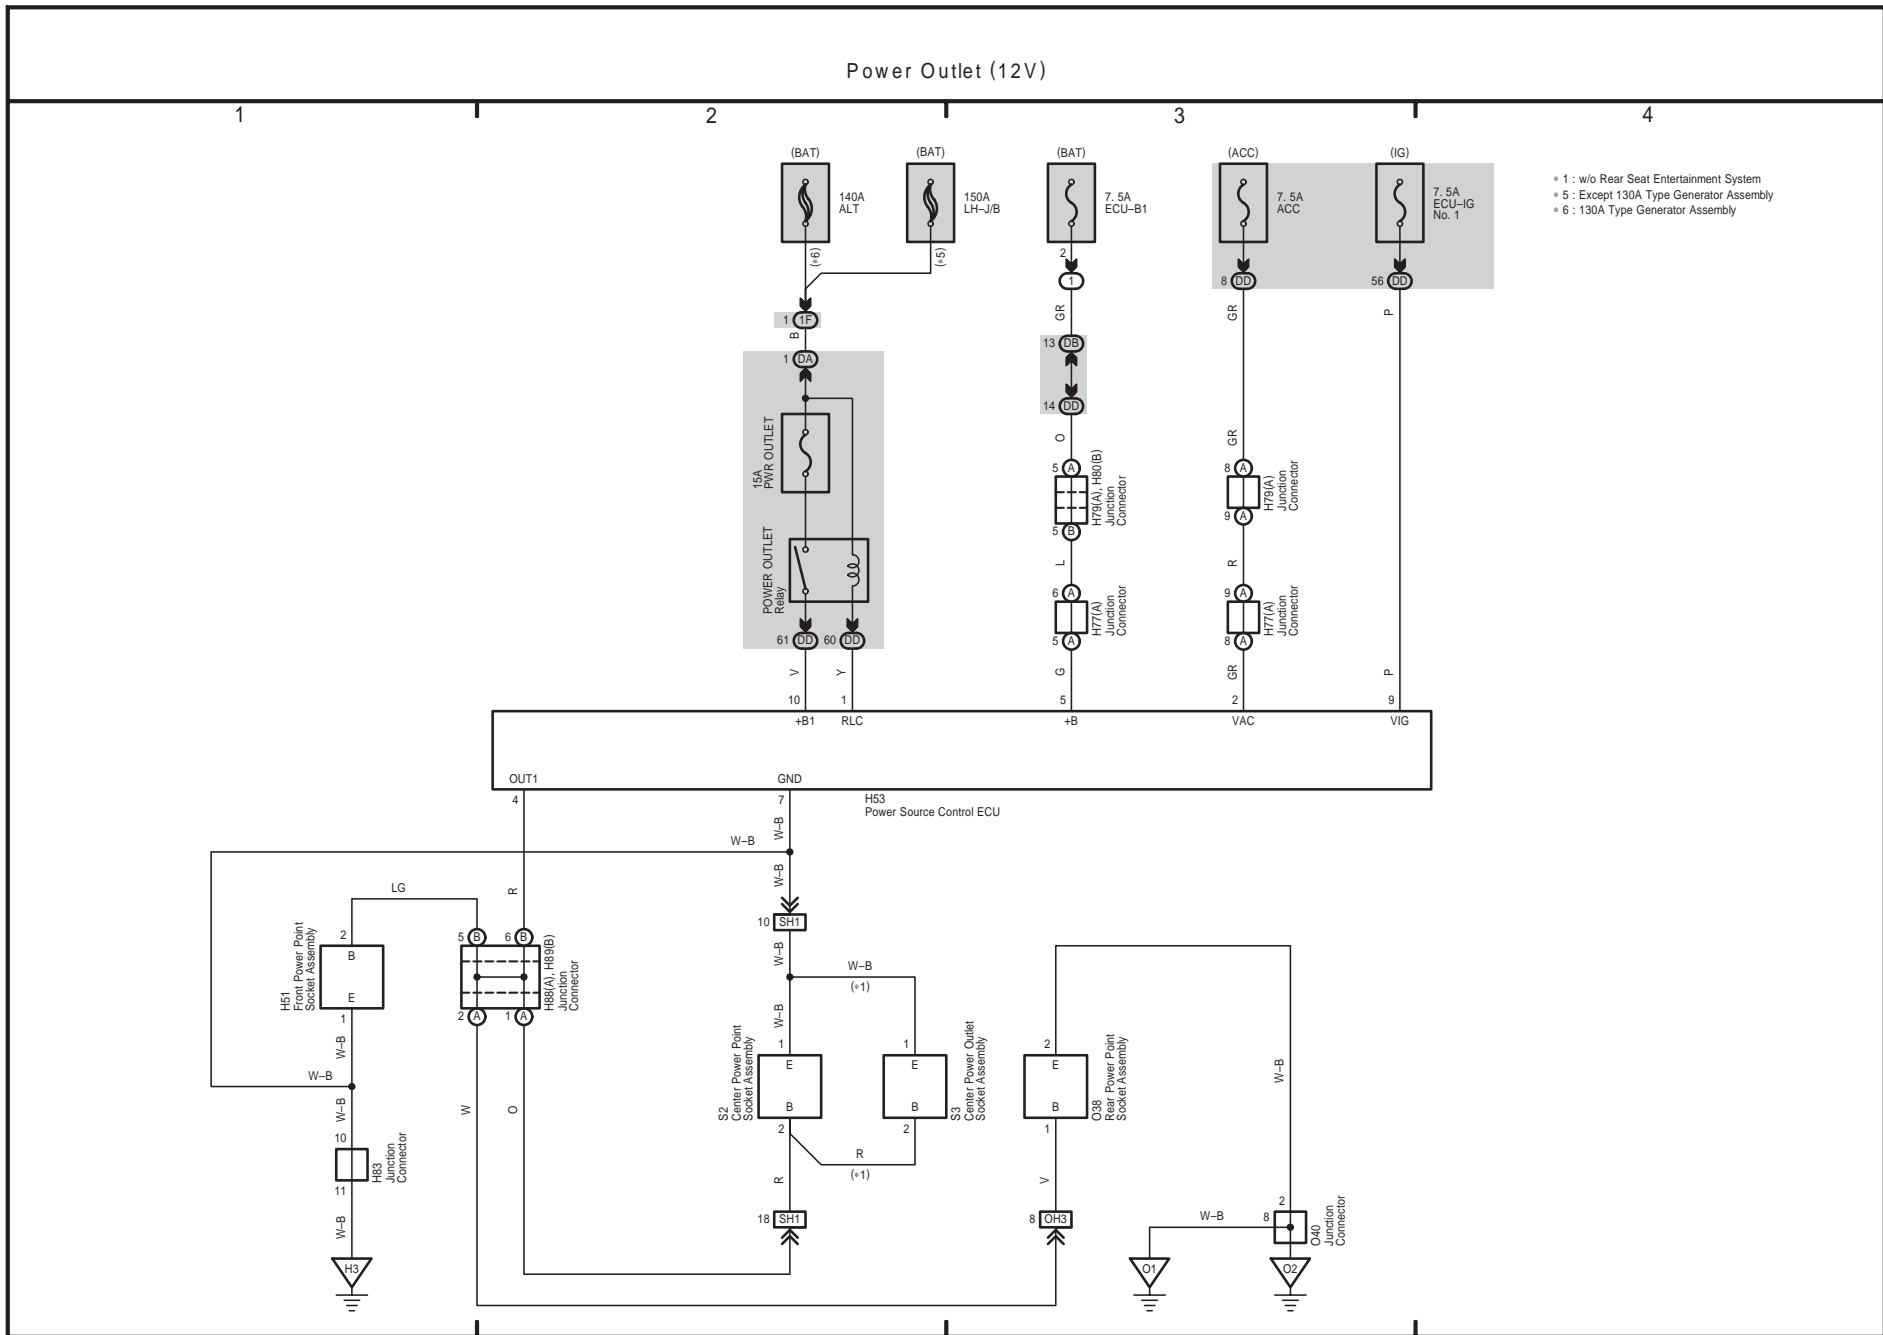 Power Outlet (12V)
1
2
3
4
(BAT)
(BAT)
(BAT)
(ACC)
(IG)
140A
ALT
150A
LH–J/B
7. 5A
ECU–B1
7. 5A
ACC
7. 5A
ECU–IG
No. 1
∗ 1 : w/o Rear Seat Entertainment System
∗ 5 : Except 130A Type Generator Assembly
∗ 6 : 130A Type Generator Assembly
(∗6)
(∗5)
2
1
8 DD
56 DD
1 1F
B
GR
GR
P
13 DB
1 DA
14 DD
15A
PWR OUTLET
O
GR
5 A
H79(A), H80(B)
Junction
Connector
5 B
8 A
H79(A)
Junction
Connector
9 A
POWER OUTLET
Relay
L
R
6 A
H77(A)
Junction
Connector
5 A
9 A
H77(A)
Junction
Connector
8 A
61 DD
60 DD
V
Y
G
GR
P
10
1
5
2
9
+B1
RLC
+B
VAC
VIG
OUT1
GND
4
7
H53
Power Source Control ECU
W–B
W–B
W–B
LG
R
10 SH1
2
B
E
1
H51
Front Power Point
Socket Assembly
5 B
6 B
H88(A), H89(B)
Junction
Connector
2 A
1 A
W–B
W–B
(∗1)
W–B
W–B
W–B
W–B
W
O
1
E
B
2
S2
Center Power Point
Socket Assembly
1
E
B
2
S3
Center Power Outlet
Socket Assembly
2
E
B
1
O38
Rear Power Point
Socket Assembly
W–B
10
H83
Junction
Connector
11
R
(∗1)
R
V
W–B
18 SH1
8 OH3
W–B
2
8
O40
Junction
Connector
H3
O1
O2